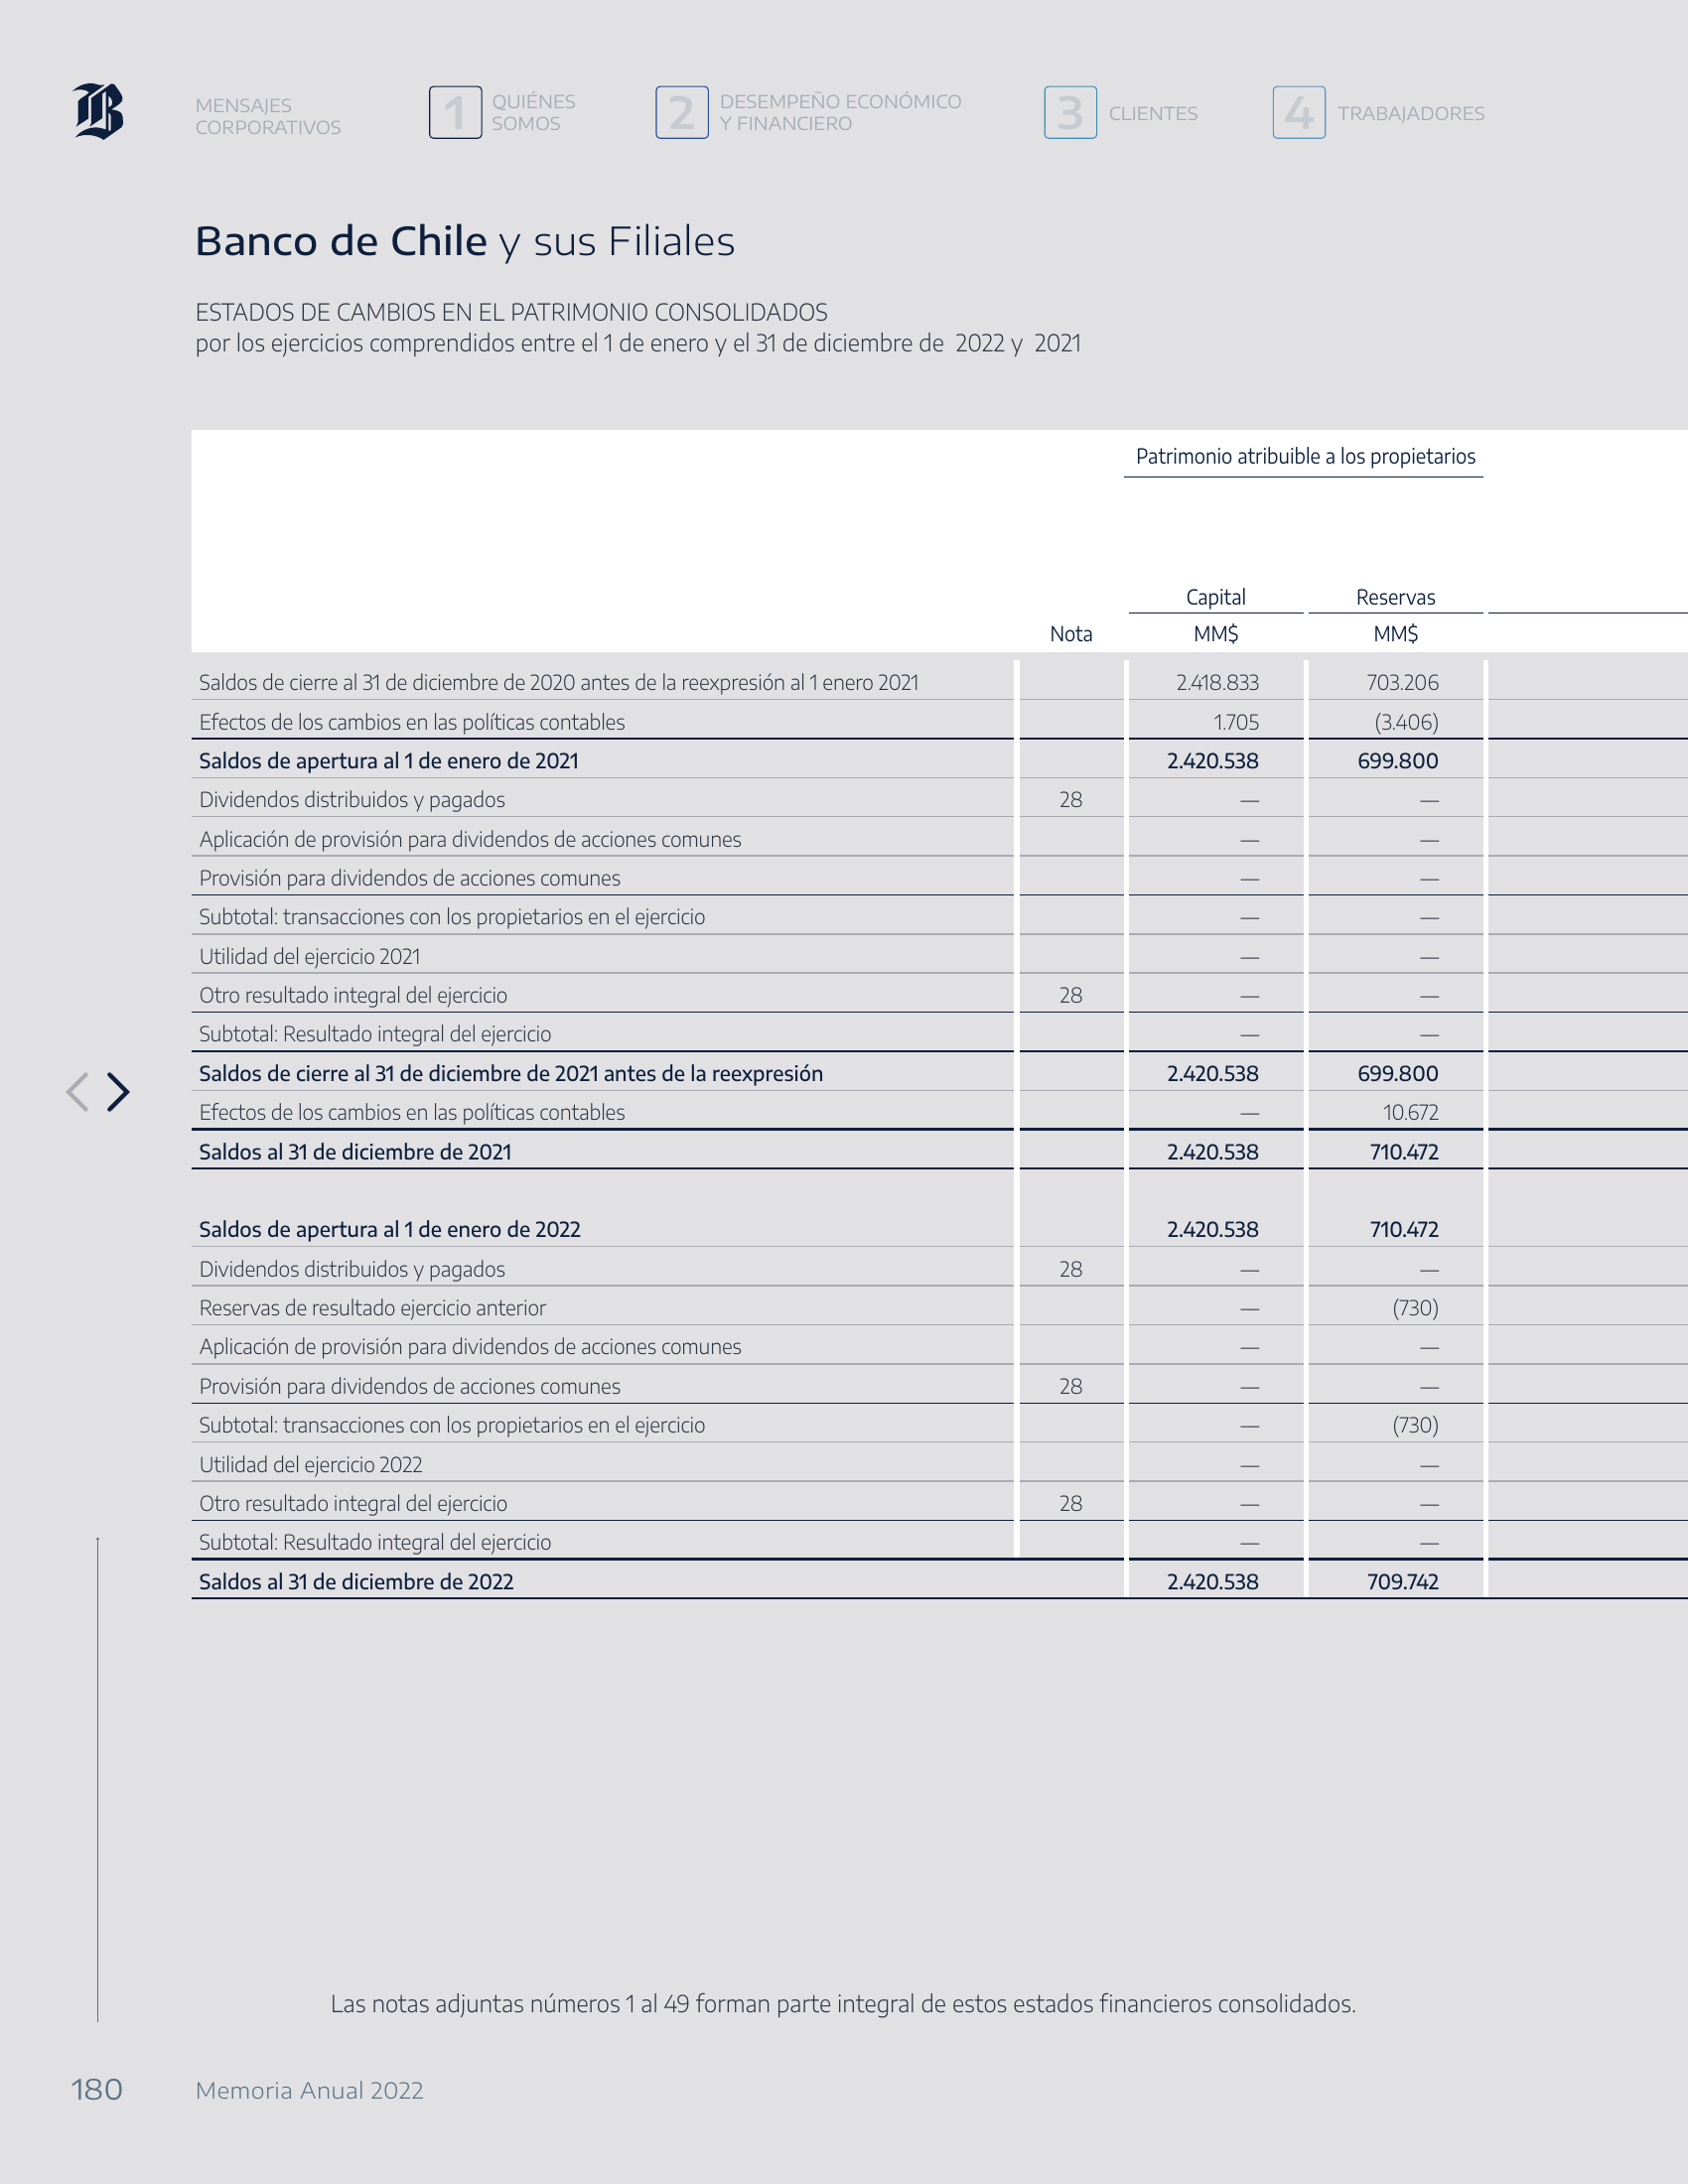 B
MENSAJES
CORPORATIVOS
1
QUIÉNES
SOMOS
2
DESEMPEÑO ECONÓMICO
Y FINANCIERO
3 CLIENTES
4 TRABAJADORES
Banco de Chile y sus Filiales
ESTADOS DE CAMBIOS EN EL PATRIMONIO CONSOLIDADOS
por los ejercicios comprendidos entre el 1 de enero y el 31 de diciembre de 2022 y 2021
Patrimonio atribuible a los propietarios
Capital Reservas
Nota MM$ MM$
Saldos de cierre al 31 de diciembre de 2020 antes de la reexpresión al 1 enero 2021 2.418.833 703.206
Efectos de los cambios en las políticas contables 1.705 (3.406)
Saldos de apertura al 1 de enero de 2021 2.420.538 699.800
Dividendos distribuidos y pagados 28 — —
Aplicación de provisión para dividendos de acciones comunes — —
Provisión para dividendos de acciones comunes — —
Subtotal: transacciones con los propietarios en el ejercicio — —
Utilidad del ejercicio 2021 — —
Otro resultado integral del ejercicio 28 — —
Subtotal: Resultado integral del ejercicio — —
Saldos de cierre al 31 de diciembre de 2021 antes de la reexpresión 2.420.538 699.800
Efectos de los cambios en las políticas contables — 10.672
Saldos al 31 de diciembre de 2021 2.420.538 710.472
Saldos de apertura al 1 de enero de 2022 2.420.538 710.472
Dividendos distribuidos y pagados 28 — —
Reservas de resultado ejercicio anterior — (730)
Aplicación de provisión para dividendos de acciones comunes — —
Provisión para dividendos de acciones comunes 28 — —
Subtotal: transacciones con los propietarios en el ejercicio — (730)
Utilidad del ejercicio 2022 — —
Otro resultado integral del ejercicio 28 — —
Subtotal: Resultado integral del ejercicio — —
Saldos al 31 de diciembre de 2022 2.420.538 709.742
Las notas adjuntas números 1 al 49 forman parte integral de estos estados financieros consolidados.
180 Memoria Anual 2022